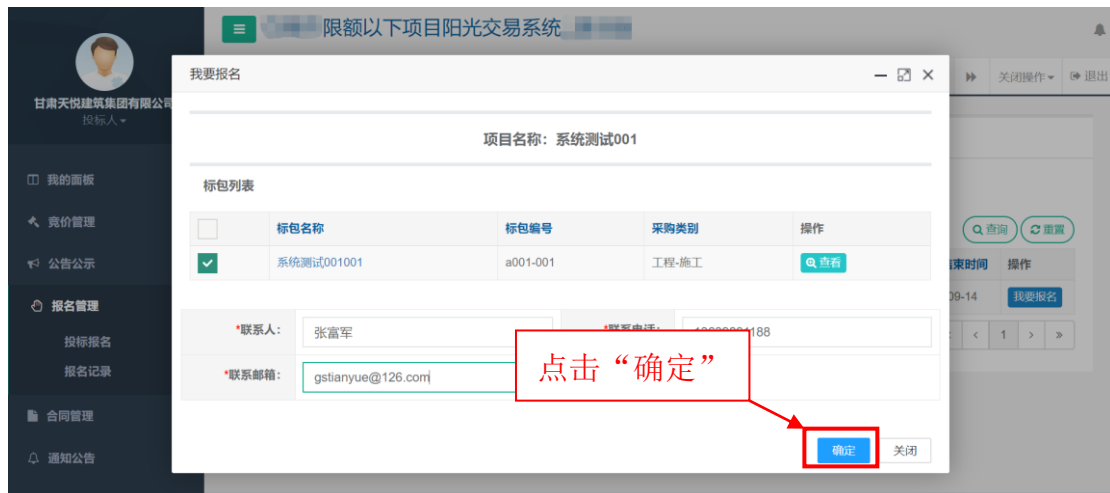 限额以下项目阳光交易系统
甘肃天悦建筑集团有限公司
投标人
关闭操作
退出
我的面板
竞价管理
公告公示
报名管理
投标报名
报名记录
合同管理
通知公告
我要报名
项目名称：系统测试001
标包列表
标包名称 标包编号 采购类别 操作
系统测试001001 a001-001 工程-施工 查看
*联系人： 张富军
*联系邮箱： gstianyue@126.com
点击“确定”
确定 关闭
查询 重置
束时间 操作
09-14 我要报名
1